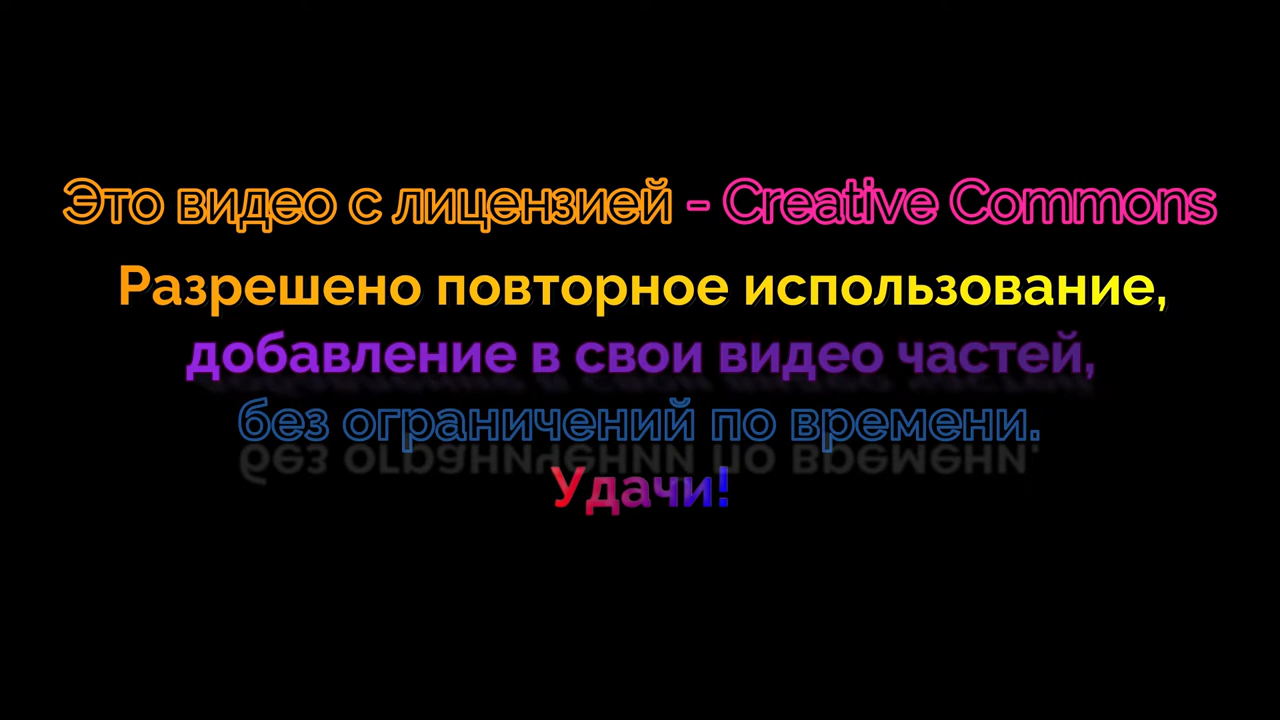 Это видео с лицензией - Creative Commons
Разрешено повторное использование,
добавление в свои видео частей,
без ограничений по времени.
Удачи!